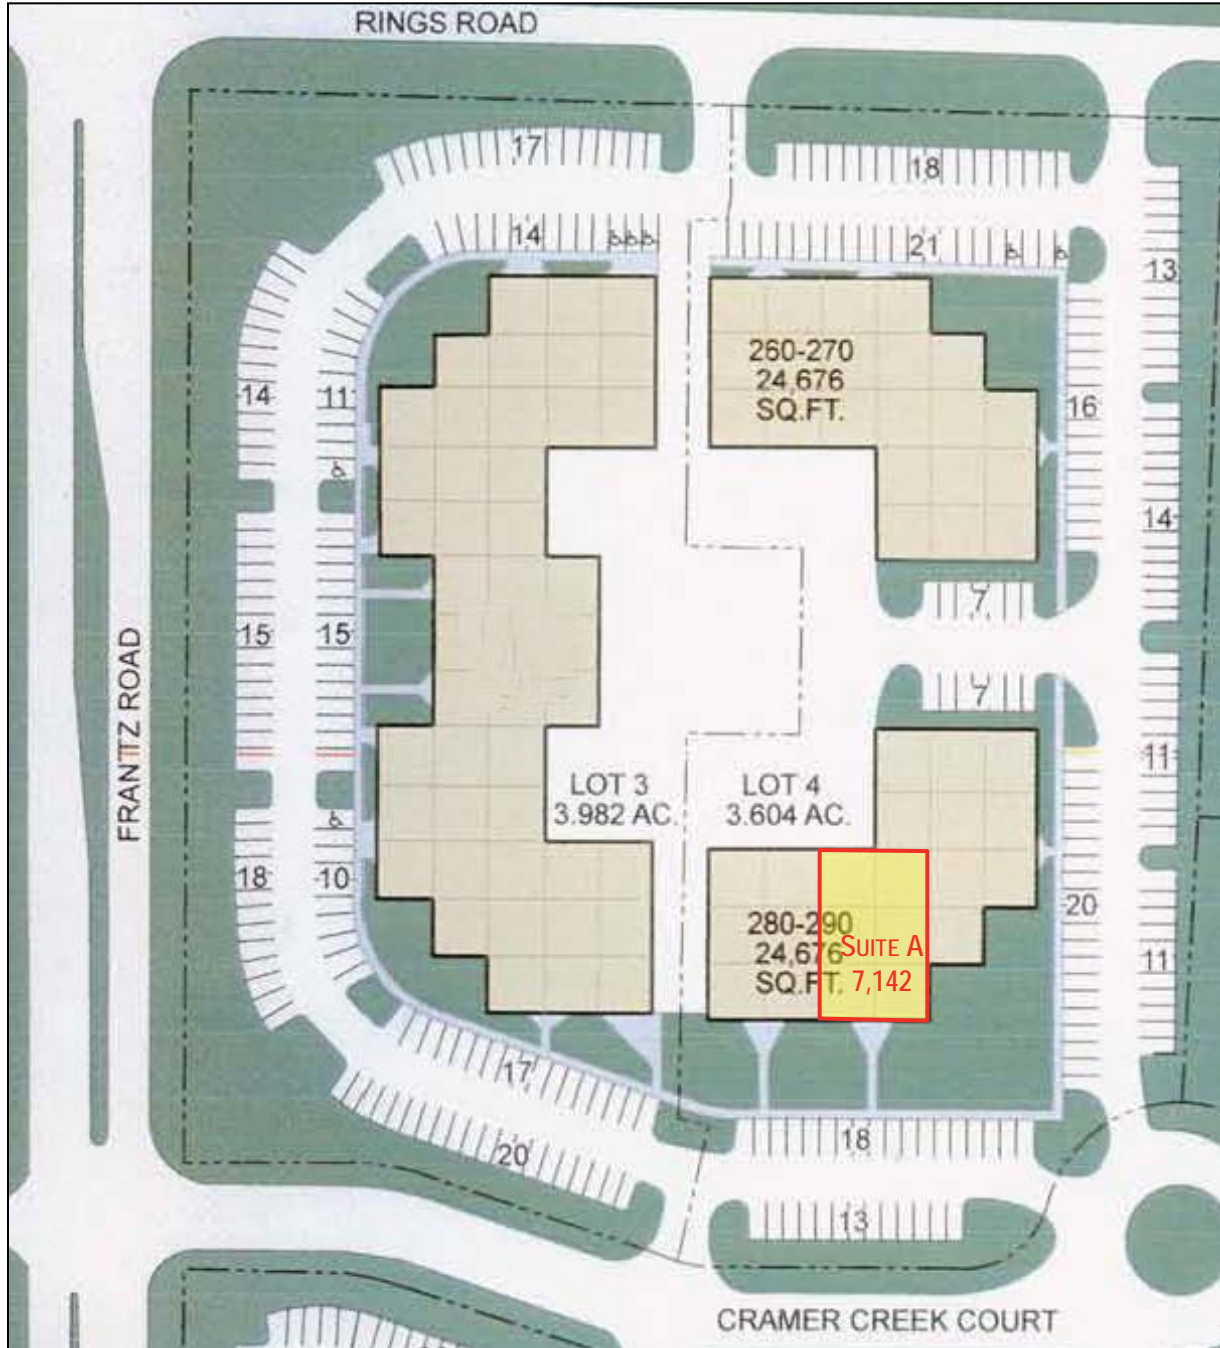 RINGS ROAD
17
18
14
21
13
260-270
24,676
SQ.FT.
14
11
16
14
7
15
15
7
FRANTZ ROAD
11
LOT 3
3.982 AC.
LOT 4
3.604 AC.
18
10
20
280-290
24,676
SQ.FT.
SUITE A
7,142
11
17
18
20
13
CRAMER CREEK COURT